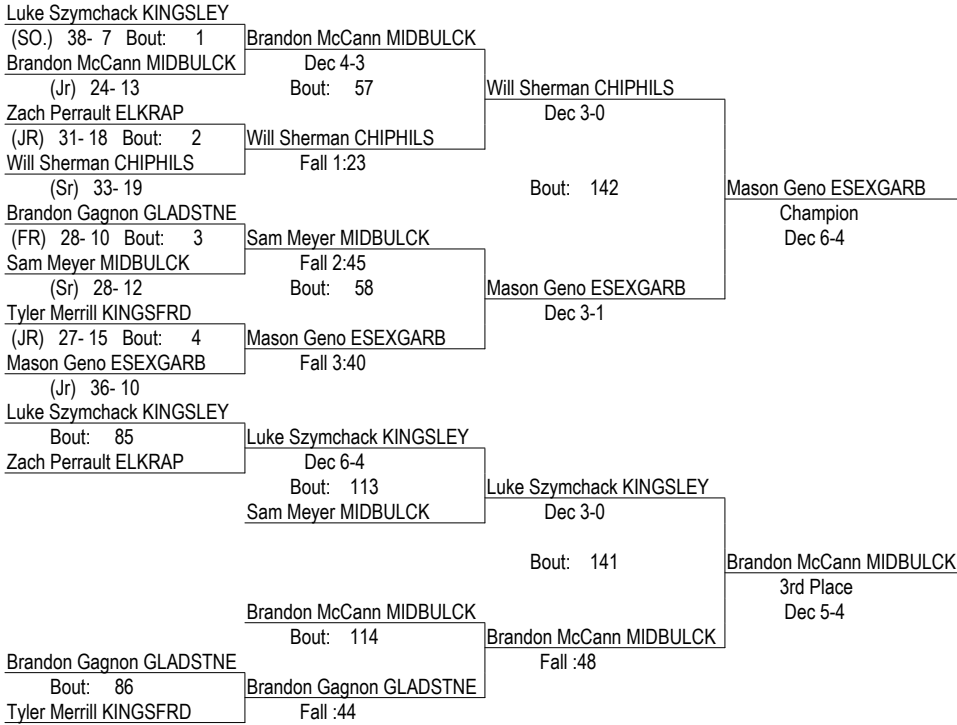 Luke Szymchack KINGSLEY
(SO.) 38- 7 Bout: 1 Brandon McCann MIDBULCK
Brandon McCann MIDBULCK Dec 4-3
(Jr) 24- 13 Bout: 57 Will Sherman CHIPHILS
Zach Perrault ELKRAP Dec 3-0
(JR) 31- 18 Bout: 2 Will Sherman CHIPHILS
Will Sherman CHIPHILS Fall 1:23
(Sr) 33- 19 Bout: 142 Mason Geno ESEXGARB
Brandon Gagnon GLADSTNE Champion
(FR) 28- 10 Bout: 3 Sam Meyer MIDBULCK Dec 6-4
Sam Meyer MIDBULCK Fall 2:45
(Sr) 28- 12 Bout: 58 Mason Geno ESEXGARB
Tyler Merrill KINGSFRD Dec 3-1
(JR) 27- 15 Bout: 4 Mason Geno ESEXGARB
Mason Geno ESEXGARB Fall 3:40
(Jr) 36- 10
Luke Szymchack KINGSLEY
Bout: 85 Luke Szymchack KINGSLEY
Zach Perrault ELKRAP Dec 6-4
Bout: 113 Luke Szymchack KINGSLEY
Sam Meyer MIDBULCK Dec 3-0
Bout: 141 Brandon McCann MIDBULCK
3rd Place
Brandon McCann MIDBULCK Dec 5-4
Bout: 114 Brandon McCann MIDBULCK
Brandon Gagnon GLADSTNE Fall :48
Bout: 86 Brandon Gagnon GLADSTNE
Tyler Merrill KINGSFRD Fall :44